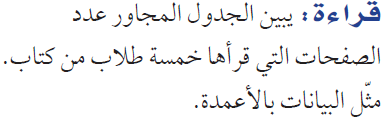 قراءة: يبين الجدول المجاور عدد
الصفحات التي قرأها خمسة طلاب من كتاب.
مثّل البيانات بالأعمدة.